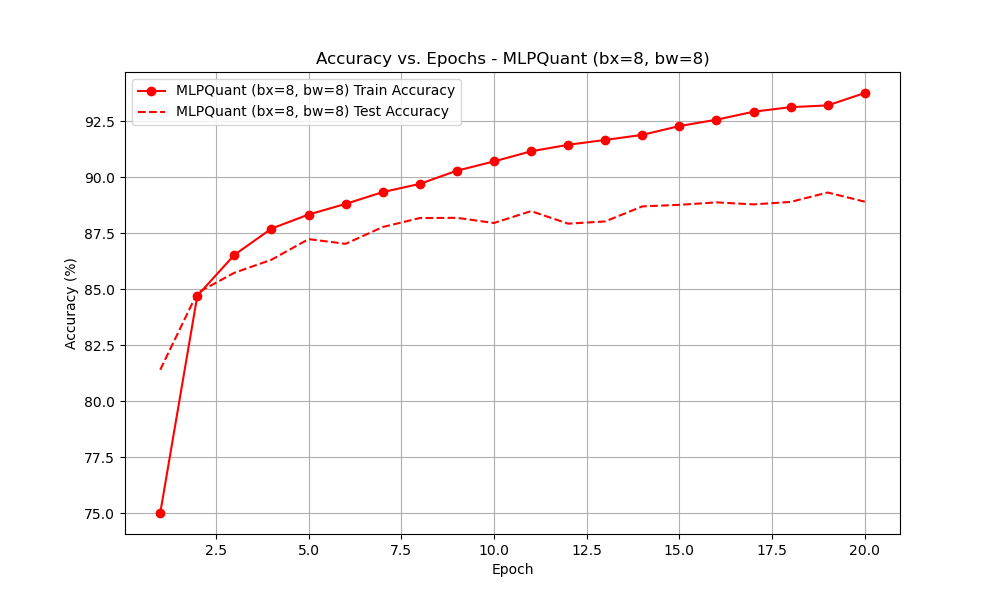 Accuracy vs. Epochs - MLPQuant (bx=8, bw=8)
MLPQuant (bx=8, bw=8) Train Accuracy
MLPQuant (bx=8, bw=8) Test Accuracy
Accuracy (%)
92.5
90.0
87.5
85.0
82.5
80.0
77.5
75.0
2.5 5.0 7.5 10.0 12.5 15.0 17.5 20.0
Epoch